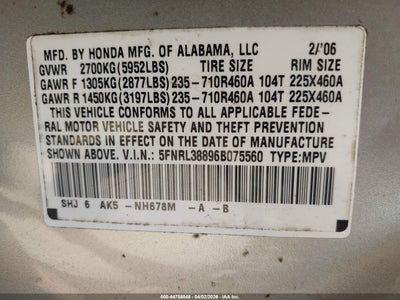 MFD. BY HONDA MFG. OF ALABAMA, LLC 2/'06
GVWR 2700KG(5952LBS) TIRE SIZE RIM SIZE
GAWR F 1305KG(2877LBS) 235-710R460A 104T 225X460A
GAWR R 1450KG(3197LBS) 235-710R460A 104T 225X460A
THIS VEHICLE CONFORMS TO ALL APPLICABLE FEDE-
RAL MOTOR VEHICLE SAFETY AND THEFT PREVENTION
STANDARDS IN EFFECT ON THE DATE OF MANUFACTURE
SHOWN ABOVE. V.I.N.: 5FNRL38896B075560 TYPE:MPV
SHJ 6 AK5 -NH678M -A -B
000-44758048 - 04/02/2026 - www.iaai.com